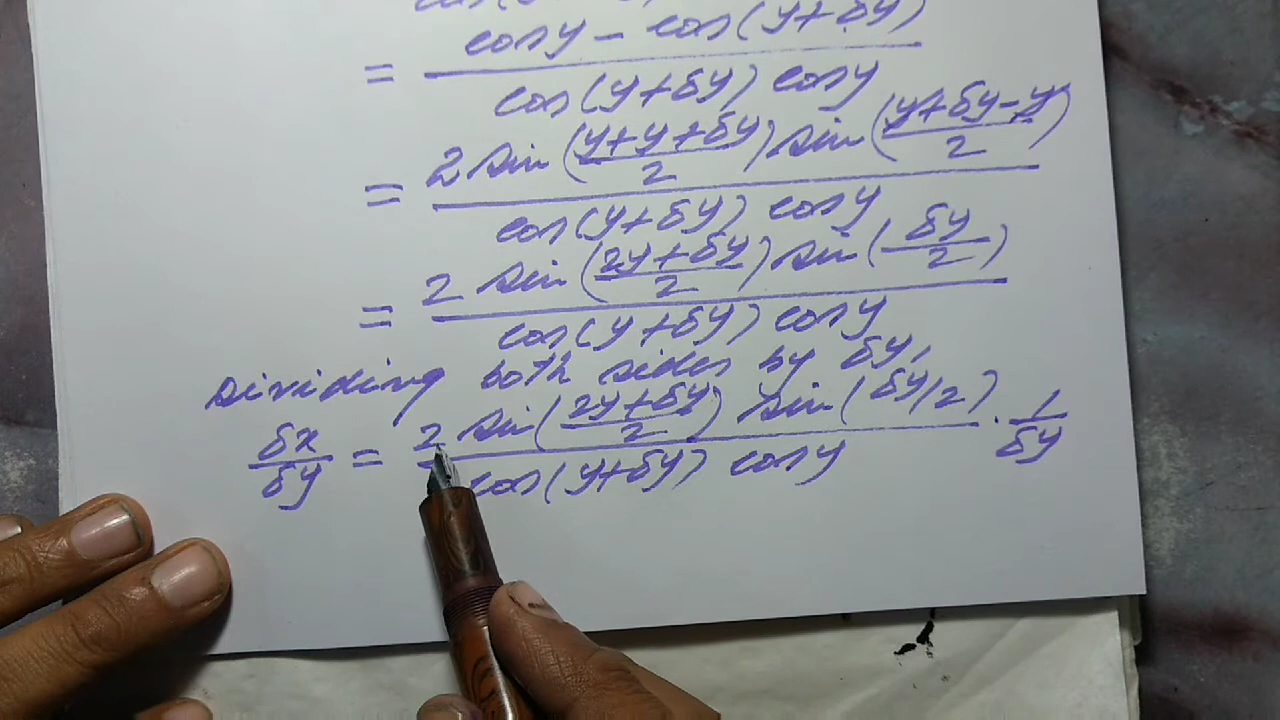 = cos y - cos(y+δy) / cos(y+δy) cos y
= 2 sin((y+y+δy)/2) sin((y+δy-y)/2) / cos(y+δy) cos y
= 2 sin((2y+δy)/2) sin(δy/2) / cos(y+δy) cos y
Dividing both sides by δy,
δx/δy = 2 sin((2y+δy)/2) sin(δy/2) / cos(y+δy) cos y · 1/δy